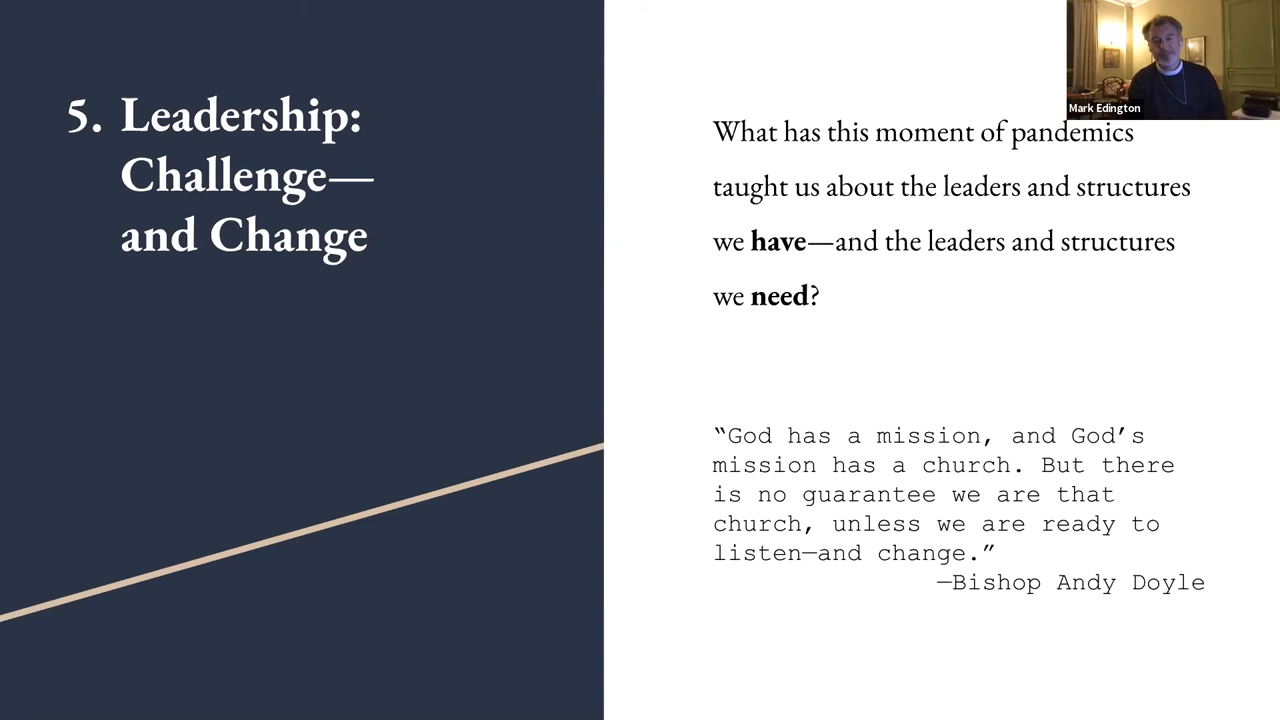 5. Leadership:
Challenge—
and Change
Mark Edington
What has this moment of pandemics
taught us about the leaders and structures
we have—and the leaders and structures
we need?
“God has a mission, and God’s
mission has a church. But there
is no guarantee we are that
church, unless we are ready to
listen—and change.”
—Bishop Andy Doyle